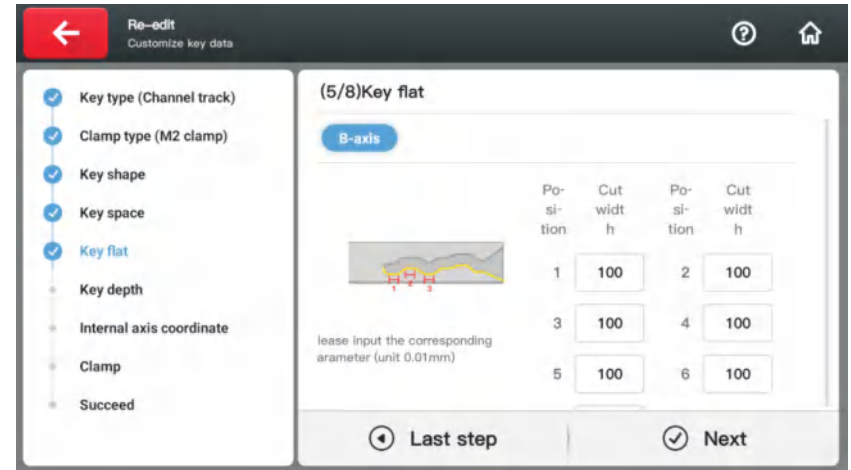 Re-edit
Customize key data
Key type (Channel track)
Clamp type (M2 clamp)
Key shape
Key space
Key flat
Key depth
Internal axis coordinate
Clamp
Succeed
(5/8)Key flat
B-axis
Po-
si-
tion
Cut
widt
h
Po-
si-
tion
Cut
widt
h
1 2 3
lease input the corresponding
arameter (unit 0.01mm)
1 100 2 100
3 100 4 100
5 100 6 100
Last step
Next